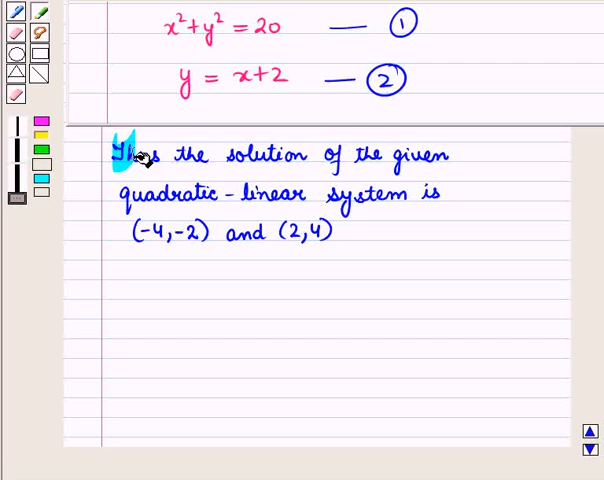 x² + y² = 20 — ①
y = x + 2 — ②
Thus the solution of the given
quadratic - linear system is
(-4, -2) and (2, 4)